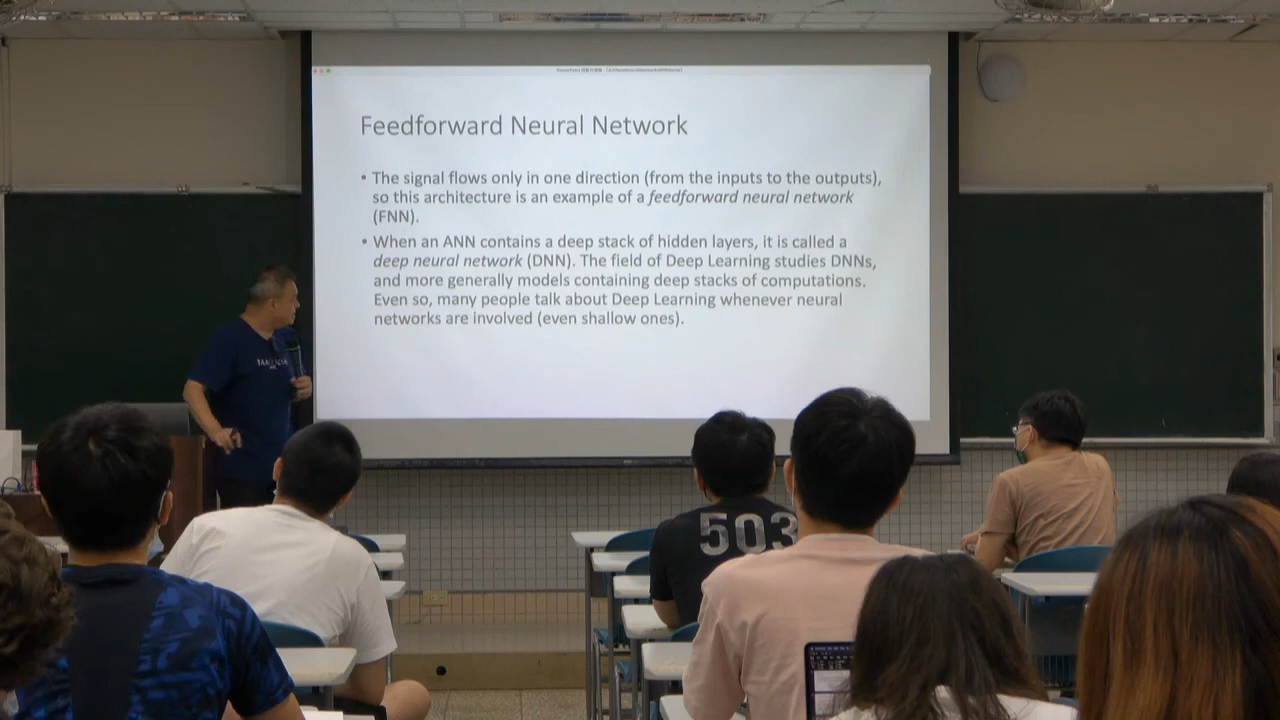 Feedforward Neural Network
• The signal flows only in one direction (from the inputs to the outputs),
so this architecture is an example of a feedforward neural network
(FNN).
• When an ANN contains a deep stack of hidden layers, it is called a
deep neural network (DNN). The field of Deep Learning studies DNNs,
and more generally models containing deep stacks of computations.
Even so, many people talk about Deep Learning whenever neural
networks are involved (even shallow ones).
503